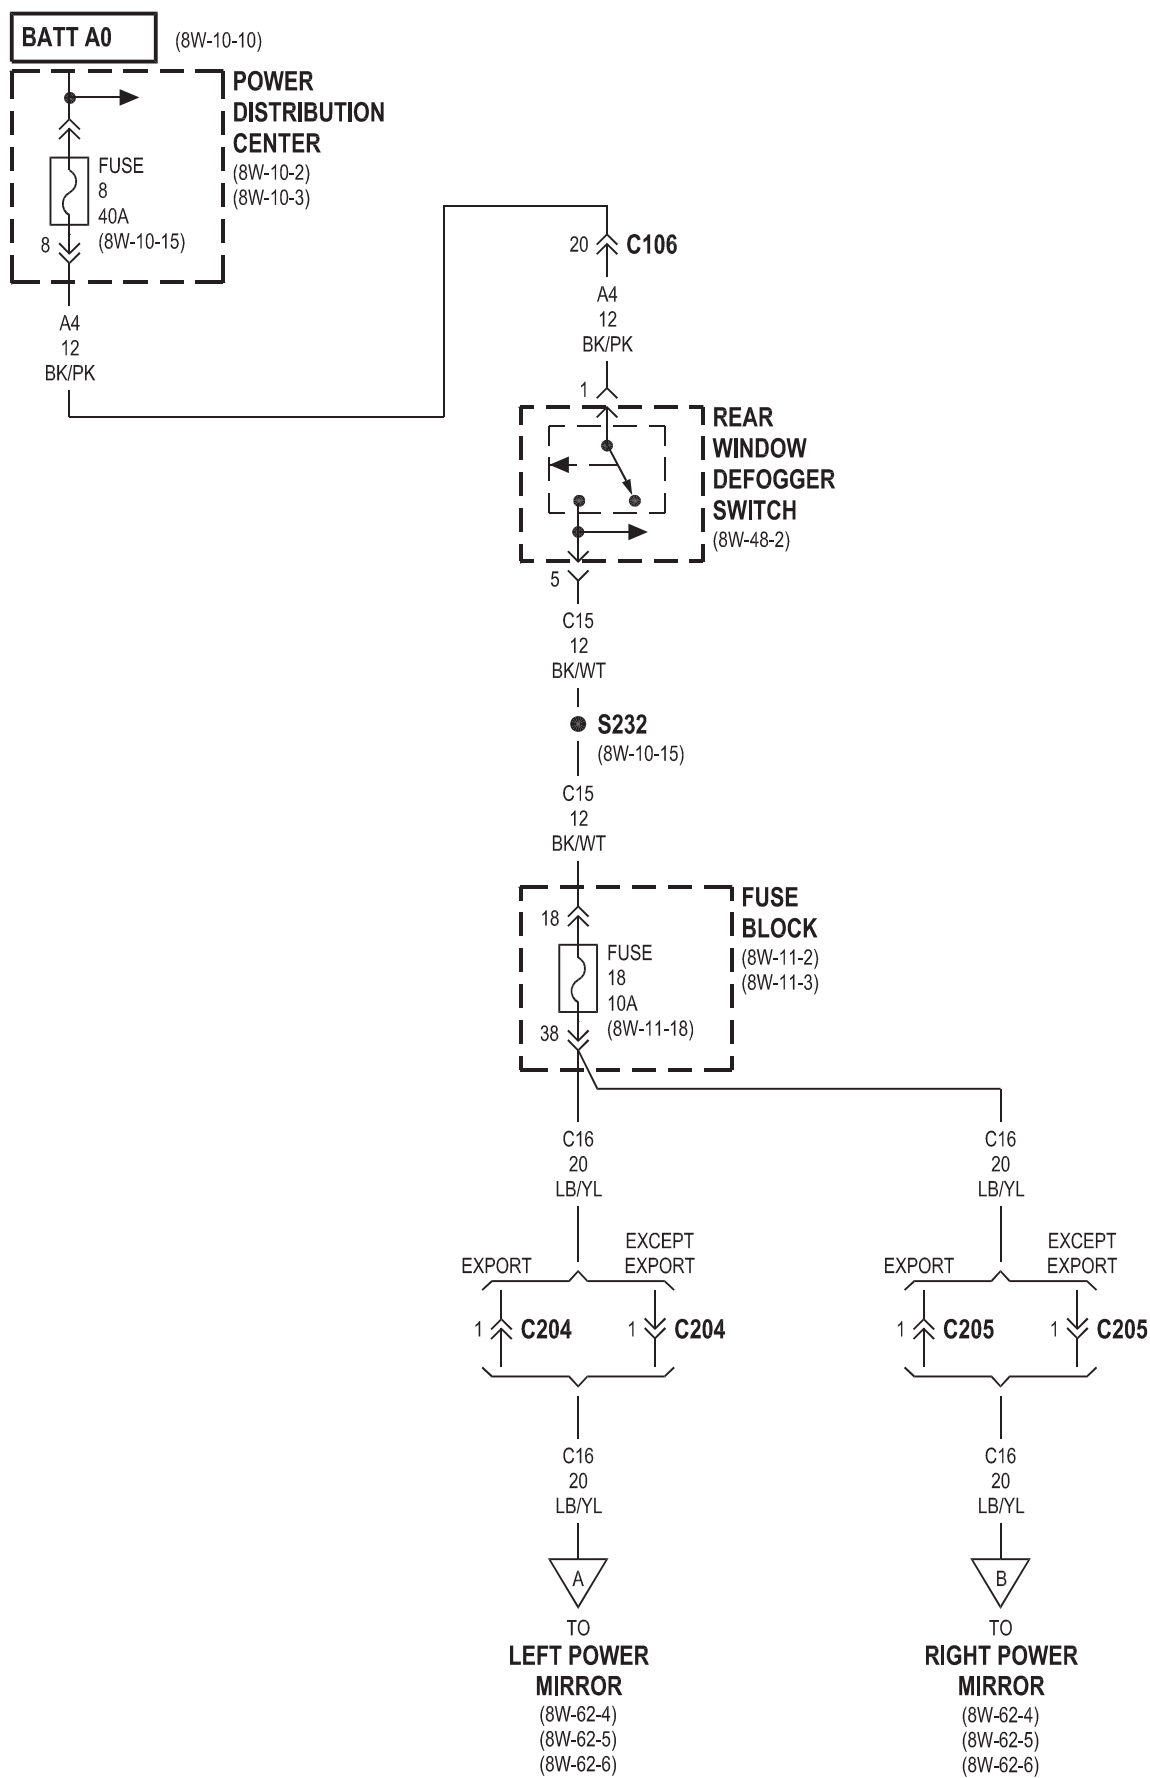 BATT A0
(8W-10-10)
POWER
DISTRIBUTION
CENTER
(8W-10-2)
(8W-10-3)
FUSE
8
40A
(8W-10-15)
8
A4
12
BK/PK
20
C106
A4
12
BK/PK
1
REAR
WINDOW
DEFOGGER
SWITCH
(8W-48-2)
5
C15
12
BK/WT
S232
(8W-10-15)
C15
12
BK/WT
FUSE
BLOCK
(8W-11-2)
(8W-11-3)
18
FUSE
18
10A
(8W-11-18)
38
C16
20
LB/YL
C16
20
LB/YL
EXPORT
EXCEPT
EXPORT
1
C204
1
C204
EXPORT
EXCEPT
EXPORT
1
C205
1
C205
C16
20
LB/YL
C16
20
LB/YL
A
TO
LEFT POWER
MIRROR
(8W-62-4)
(8W-62-5)
(8W-62-6)
B
TO
RIGHT POWER
MIRROR
(8W-62-4)
(8W-62-5)
(8W-62-6)